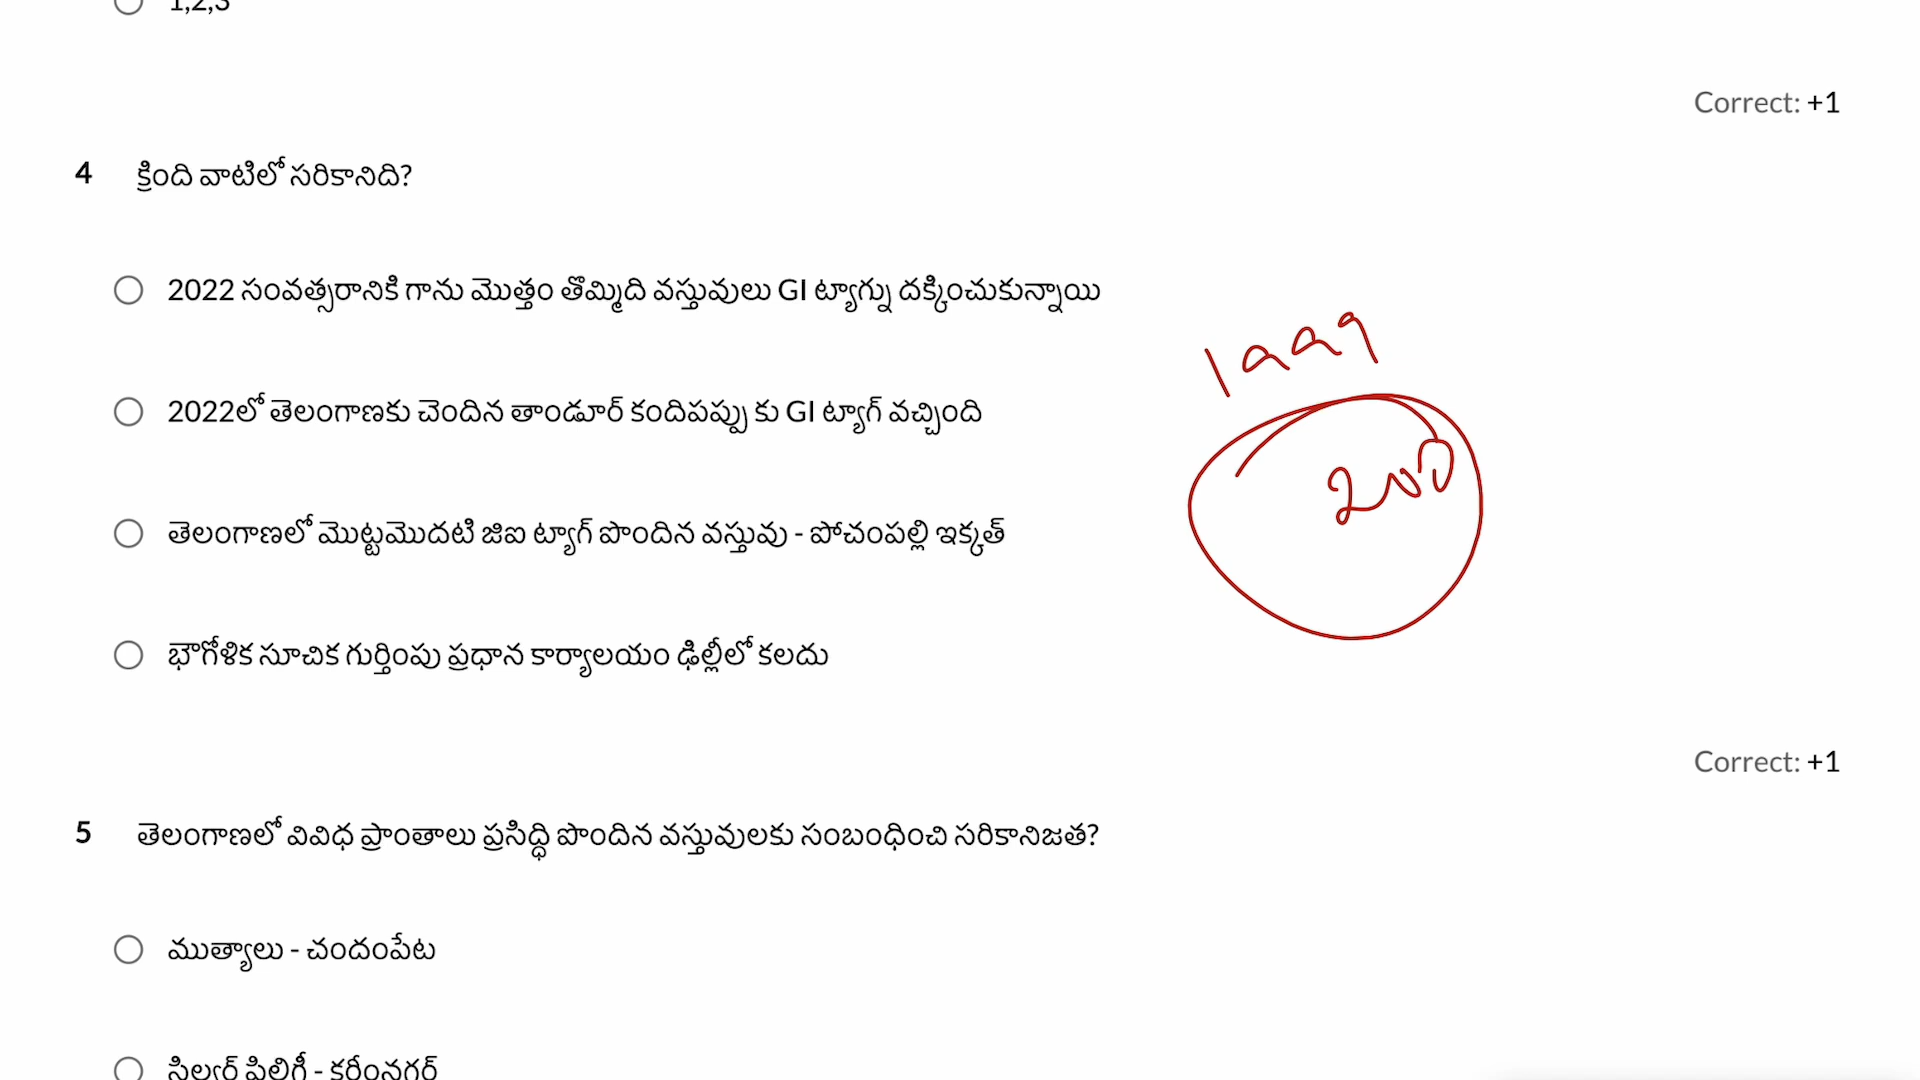 1,2,3
Correct: +1
4 క్రింది వాటిలో సరికానిది?
2022 సంవత్సరానికి గాను మొత్తం తొమ్మిది వస్తువులు GI ట్యాగ్ను దక్కించుకున్నాయి
1999
2022లో తెలంగాణకు చెందిన తాండూర్ కందిపప్పు కు GI ట్యాగ్ వచ్చింది
200
తెలంగాణలో మొట్టమొదటి జిఐ ట్యాగ్ పొందిన వస్తువు - పోచంపల్లి ఇక్కత్
భౌగోళిక సూచిక గుర్తింపు ప్రధాన కార్యాలయం ఢిల్లీలో కలదు
Correct: +1
5 తెలంగాణలో వివిధ ప్రాంతాలు ప్రసిద్ధి పొందిన వస్తువులకు సంబంధించి సరికానిజత?
ముత్యాలు - చందంపేట
సిల్వర్ ఫిలిగ్రీ - కరీంనగర్